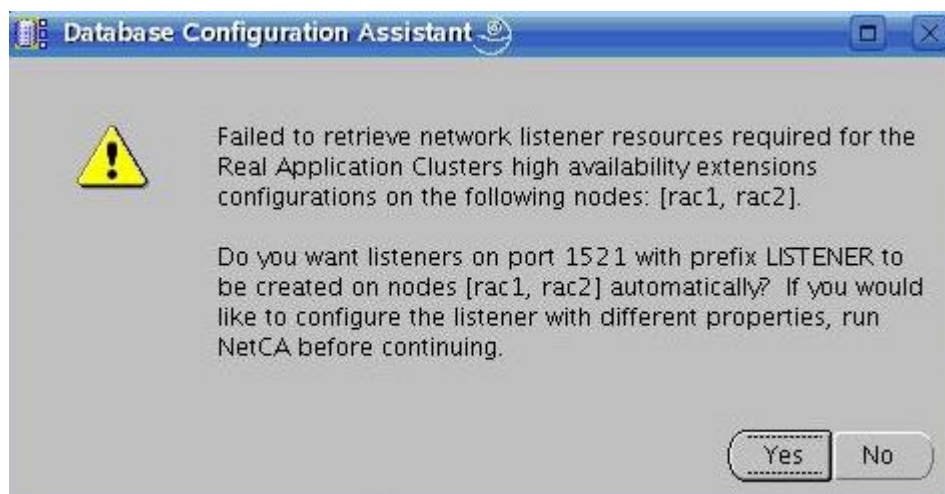 Database Configuration Assistant
Failed to retrieve network listener resources required for the
Real Application Clusters high availability extensions
configurations on the following nodes: [rac1, rac2].
Do you want listeners on port 1521 with prefix LISTENER to
be created on nodes [rac1, rac2] automatically? If you would
like to configure the listener with different properties, run
NetCA before continuing.
Yes No